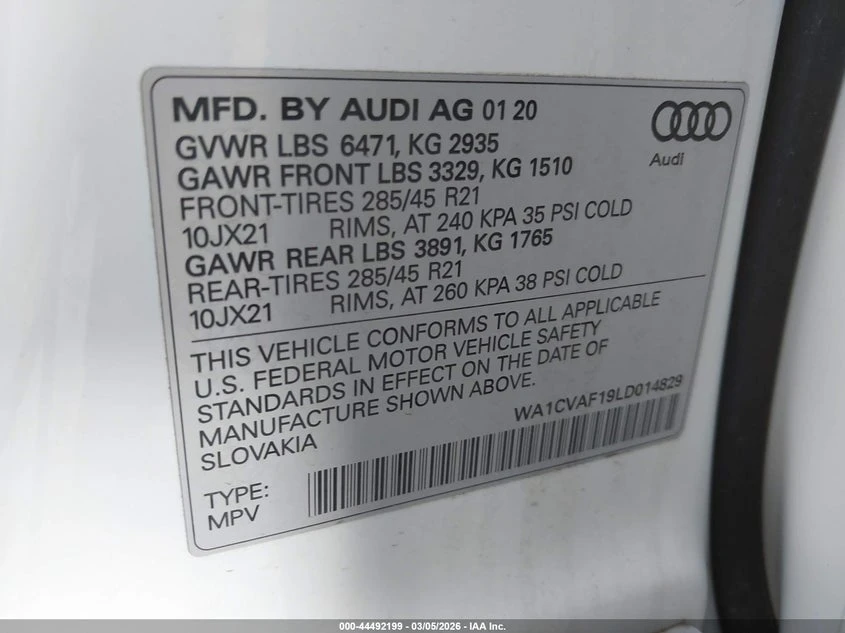 MFD. BY AUDI AG 01 20
Audi
GVWR LBS 6471, KG 2935
GAWR FRONT LBS 3329, KG 1510
FRONT-TIRES 285/45 R21
10JX21 RIMS, AT 240 KPA 35 PSI COLD
GAWR REAR LBS 3891, KG 1765
REAR-TIRES 285/45 R21
10JX21 RIMS, AT 260 KPA 38 PSI COLD
THIS VEHICLE CONFORMS TO ALL APPLICABLE
U.S. FEDERAL MOTOR VEHICLE SAFETY
STANDARDS IN EFFECT ON THE DATE OF
MANUFACTURE SHOWN ABOVE.
SLOVAKIA
WA1CVAF19LD014829
TYPE:
MPV
000-44492199 - 03/05/2026 - IAA Inc.